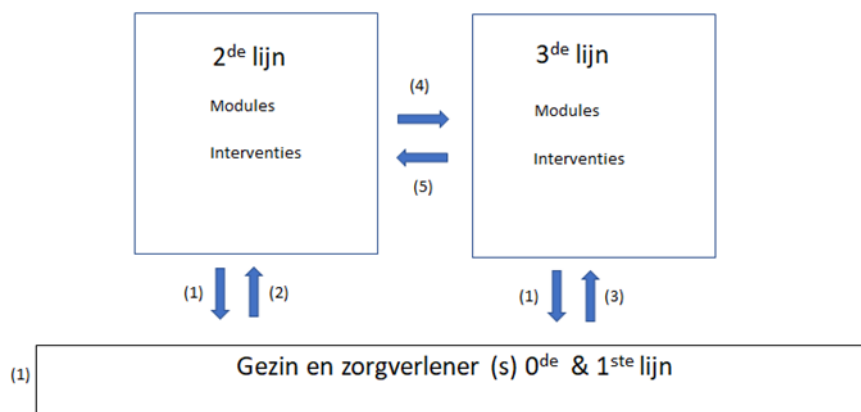 2de lijn
Modules
Interventies
(4)
(5)
3de lijn
Modules
Interventies
(1)
(2)
(1)
(3)
(1)
Gezin en zorgverlener (s) 0de & 1ste lijn